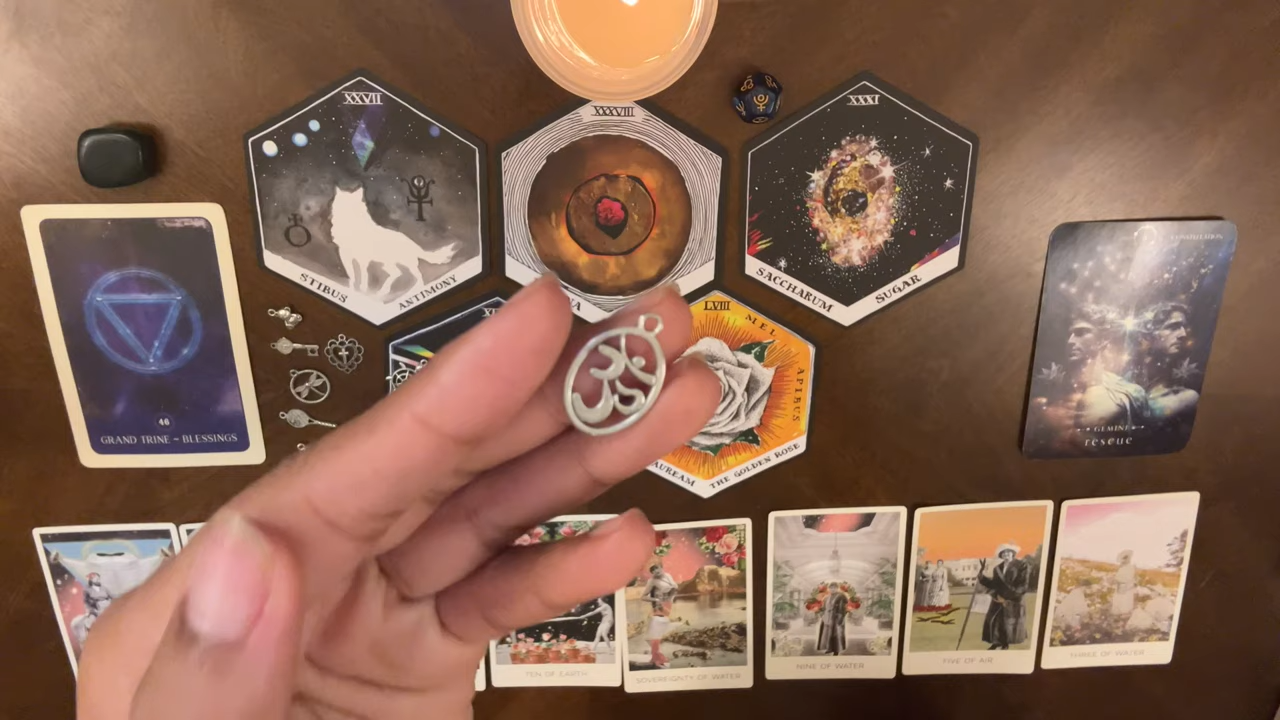 XXVII
XXXVIII
XXXI
STIBUS
ANTIMONY
SACCHARUM
SUGAR
LVIII
MEL
APIBUS
AUREAM
THE GOLDEN ROSE
46
GRAND TRINE ~ BLESSINGS
CONSTELLATION
GEMINI
rescue
ॐ
TEN OF EARTH
SOVEREIGNTY OF WATER
NINE OF WATER
FIVE OF AIR
THREE OF WATER